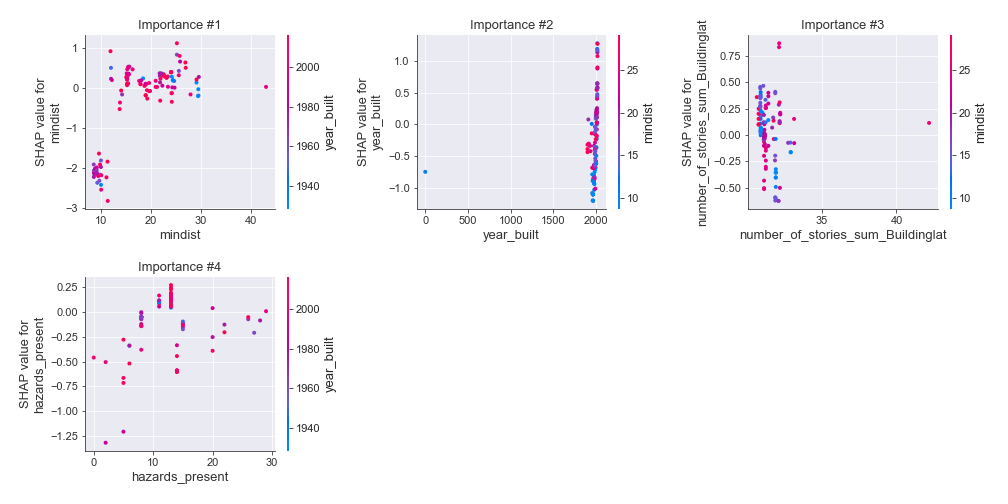 Importance #1
SHAP value for
mindist
1
0
−1
−2
−3
10
20
30
40
mindist
2000
1980
1960
1940
year_built
Importance #2
SHAP value for
year_built
1.0
0.5
0.0
−0.5
−1.0
0
500
1000
1500
2000
year_built
25
20
15
10
mindist
Importance #3
SHAP value for
number_of_stories_sum_Buildinglat
0.75
0.50
0.25
0.00
−0.25
−0.50
35
40
number_of_stories_sum_Buildinglat
25
20
15
10
mindist
Importance #4
SHAP value for
hazards_present
0.25
0.00
−0.25
−0.50
−0.75
−1.00
−1.25
0
10
20
30
hazards_present
2000
1980
1960
1940
year_built